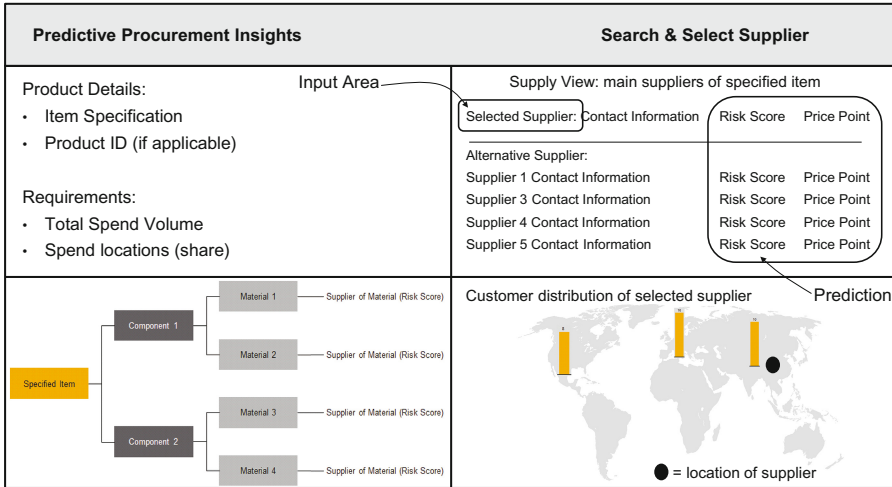 Predictive Procurement Insights
Search & Select Supplier
Product Details:
• Item Specification
• Product ID (if applicable)
Requirements:
• Total Spend Volume
• Spend locations (share)
Input Area
Supply View: main suppliers of specified item
Selected Supplier: Contact Information Risk Score Price Point
Alternative Supplier:
Supplier 1 Contact Information Risk Score Price Point
Supplier 3 Contact Information Risk Score Price Point
Supplier 4 Contact Information Risk Score Price Point
Supplier 5 Contact Information Risk Score Price Point
Prediction
Specified Item
Component 1
Component 2
Material 1 Supplier of Material (Risk Score)
Material 2 Supplier of Material (Risk Score)
Material 3 Supplier of Material (Risk Score)
Material 4 Supplier of Material (Risk Score)
Customer distribution of selected supplier
= location of supplier